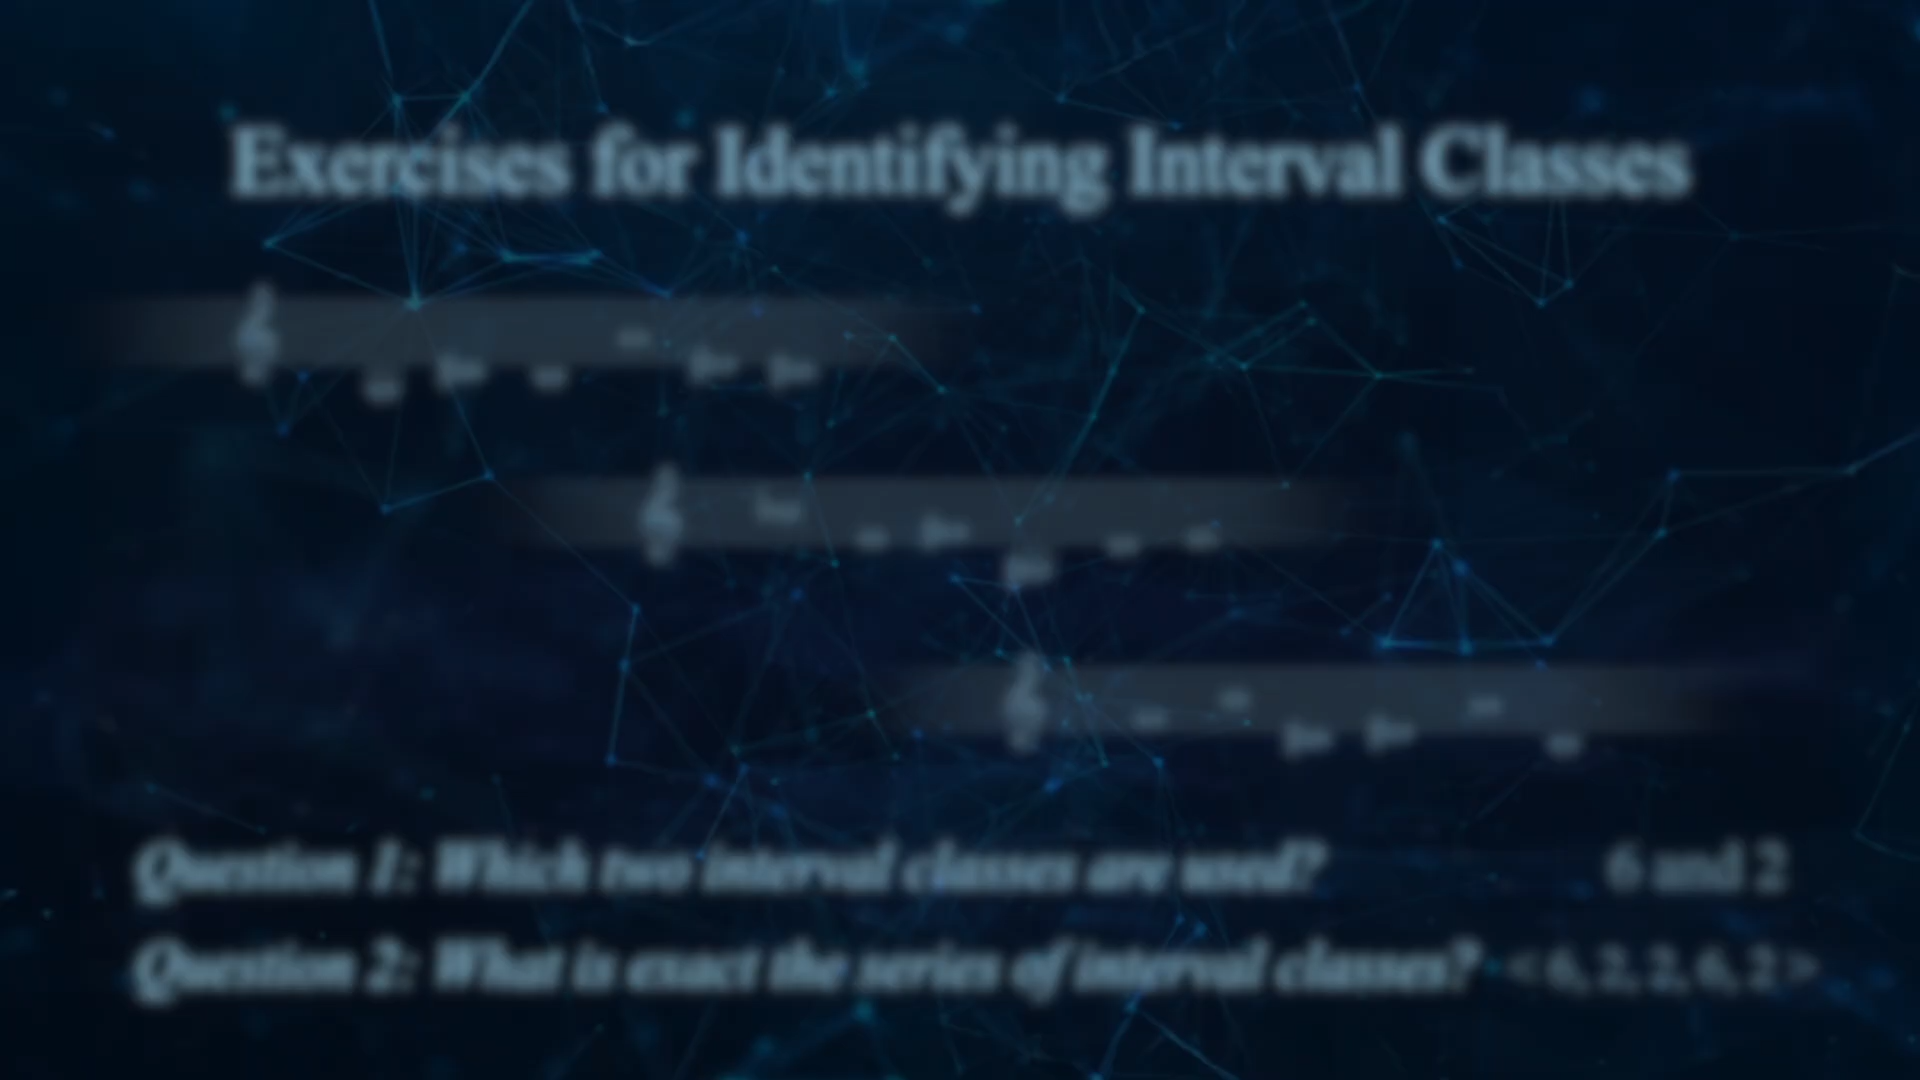 Exercises for Identifying Interval Classes
Question 1: Which two interval classes are used? 6 and 2
Question 2: What is exact the series of interval classes? < 6, 2, 2, 6, 2 >